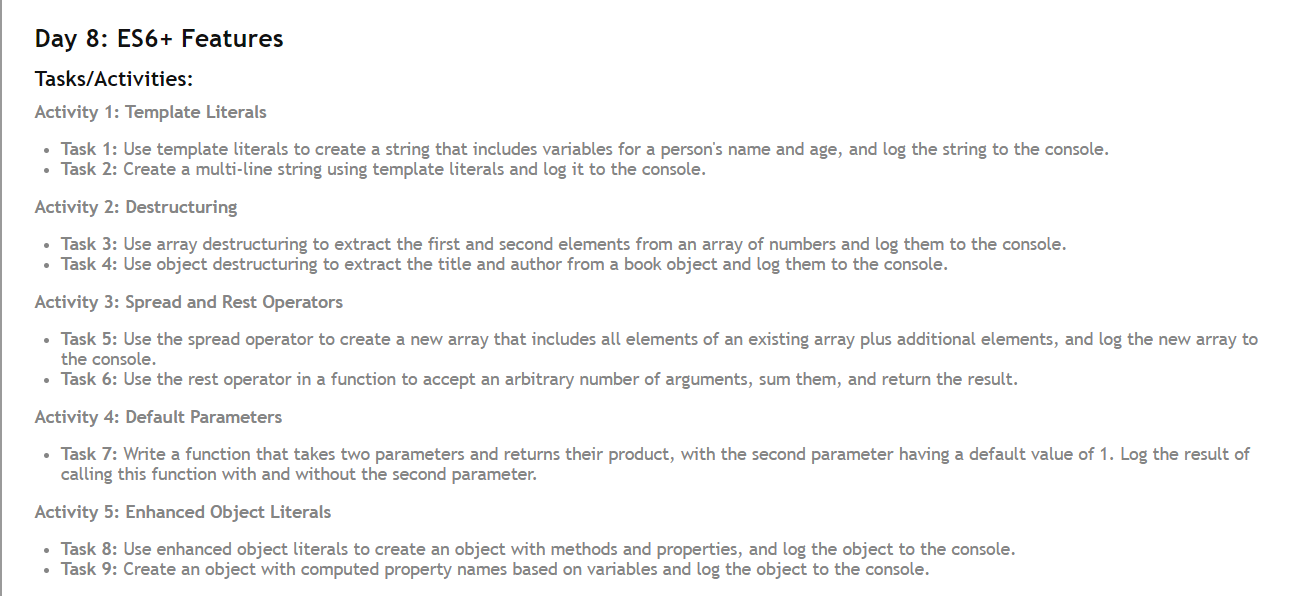 Day 8: ES6+ Features
Tasks/Activities:
Activity 1: Template Literals
• Task 1: Use template literals to create a string that includes variables for a person's name and age, and log the string to the console.
• Task 2: Create a multi-line string using template literals and log it to the console.
Activity 2: Destructuring
• Task 3: Use array destructuring to extract the first and second elements from an array of numbers and log them to the console.
• Task 4: Use object destructuring to extract the title and author from a book object and log them to the console.
Activity 3: Spread and Rest Operators
• Task 5: Use the spread operator to create a new array that includes all elements of an existing array plus additional elements, and log the new array to
the console.
• Task 6: Use the rest operator in a function to accept an arbitrary number of arguments, sum them, and return the result.
Activity 4: Default Parameters
• Task 7: Write a function that takes two parameters and returns their product, with the second parameter having a default value of 1. Log the result of
calling this function with and without the second parameter.
Activity 5: Enhanced Object Literals
• Task 8: Use enhanced object literals to create an object with methods and properties, and log the object to the console.
• Task 9: Create an object with computed property names based on variables and log the object to the console.